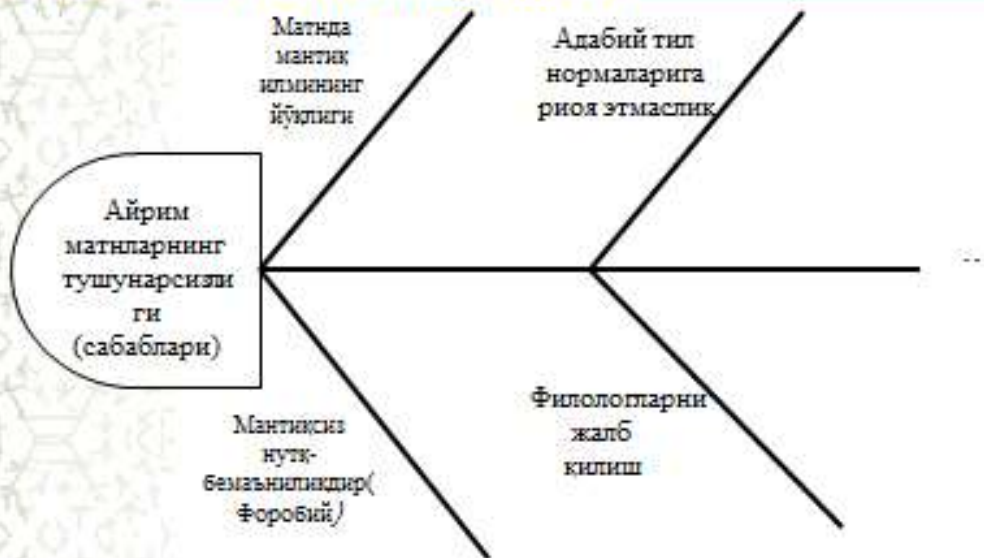 Матнда
мантиқ
илмининг
йўқлиги
Адабий тил
нормаларига
риоя этмаслик
Айрим
матнларнинг
тушунарсизли
ги
(сабаблари)
Мантиқсиз
нутқ-
бемаъниликдир(
Форобий)
Филологларни
жалб
қилиш